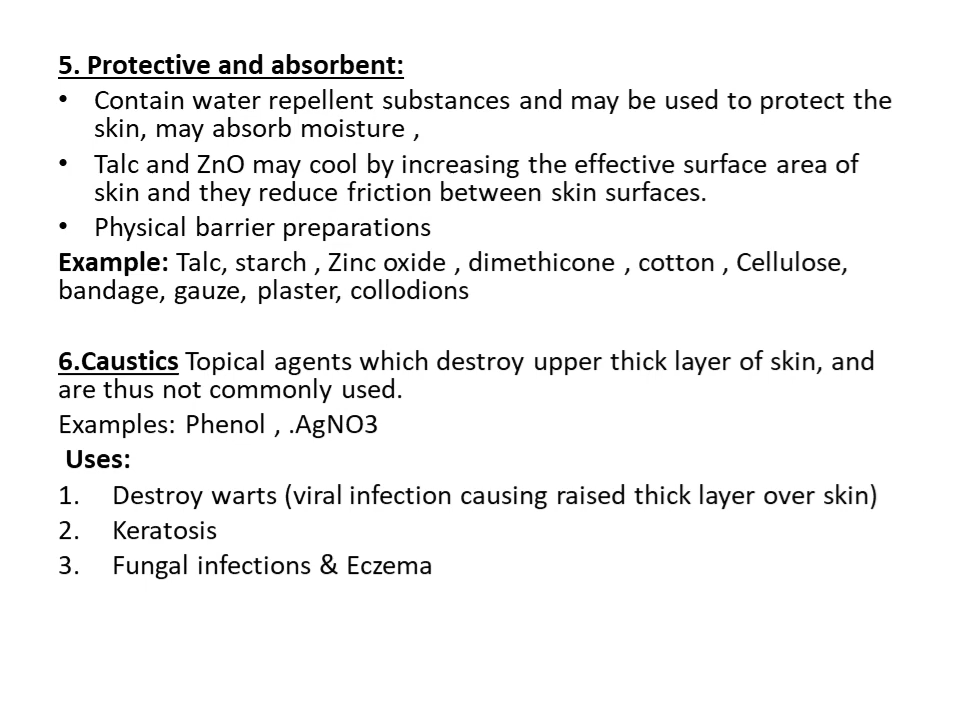 5. Protective and absorbent:
• Contain water repellent substances and may be used to protect the
skin, may absorb moisture ,
• Talc and ZnO may cool by increasing the effective surface area of
skin and they reduce friction between skin surfaces.
• Physical barrier preparations
Example: Talc, starch , Zinc oxide , dimethicone , cotton , Cellulose,
bandage, gauze, plaster, collodions
6.Caustics Topical agents which destroy upper thick layer of skin, and
are thus not commonly used.
Examples: Phenol , .AgNO3
Uses:
1. Destroy warts (viral infection causing raised thick layer over skin)
2. Keratosis
3. Fungal infections & Eczema